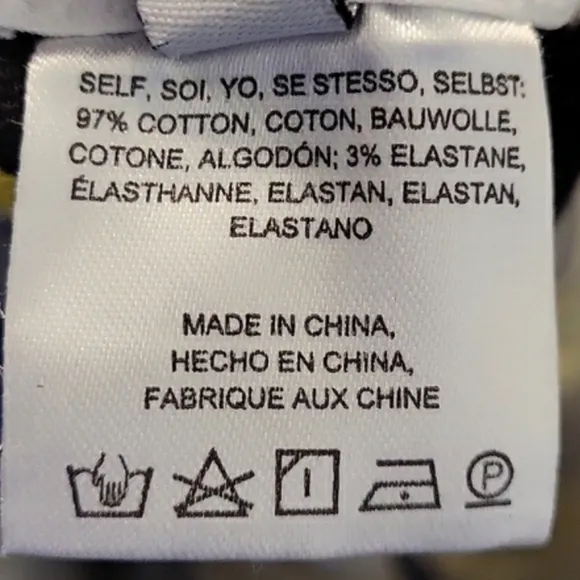 SELF, SOI, YO, SE STESSO, SELBST:
97% COTTON, COTON, BAUWOLLE,
COTONE, ALGODÓN; 3% ELASTANE,
ÉLASTHANNE, ELASTAN, ELASTAN,
ELASTANO
MADE IN CHINA,
HECHO EN CHINA,
FABRIQUE AUX CHINE
P